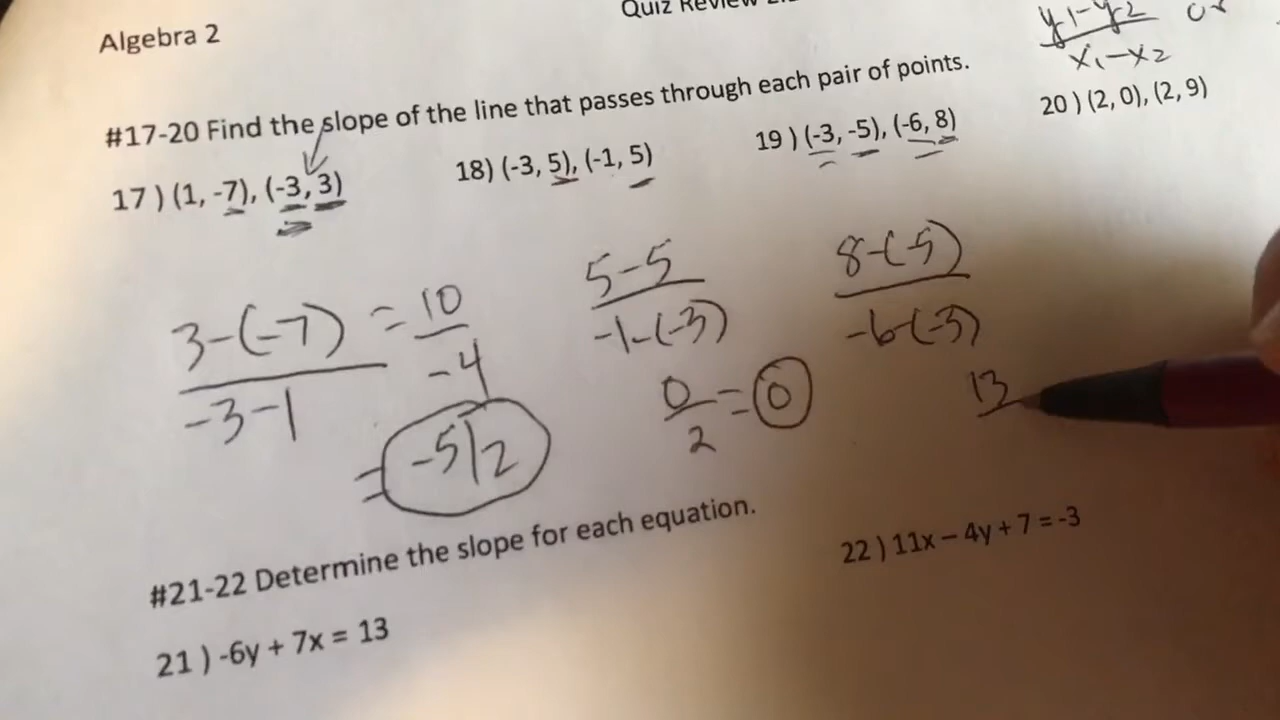 Algebra 2
Quiz Review
y1-y2 or
x1-x2
#17-20 Find the slope of the line that passes through each pair of points.
17 ) (1, -7), (-3, 3)
18) (-3, 5), (-1, 5)
19 ) (-3, -5), (-6, 8)
20 ) (2, 0), (2, 9)
3-(-7) = 10
-3-1 -4
= -5/2
5-5
-1-(-3)
0 = 0
2
8-(-5)
-6-(-3)
13
#21-22 Determine the slope for each equation.
21 ) -6y + 7x = 13
22 ) 11x – 4y + 7 = -3